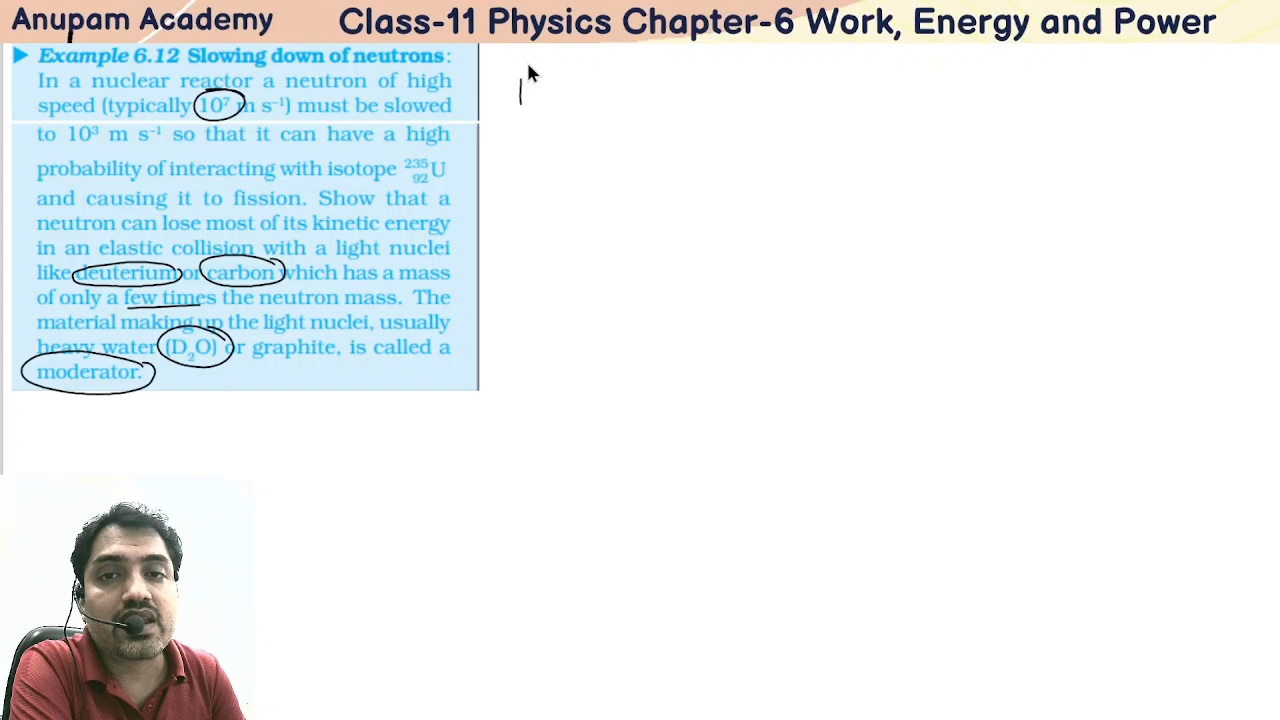 Anupam Academy
Class-11 Physics Chapter-6 Work, Energy and Power
▶ Example 6.12 Slowing down of neutrons:
In a nuclear reactor a neutron of high
speed (typically 10⁷ m s⁻¹) must be slowed
to 10³ m s⁻¹ so that it can have a high
probability of interacting with isotope ²³⁵₉₂U
and causing it to fission. Show that a
neutron can lose most of its kinetic energy
in an elastic collision with a light nuclei
like deuterium or carbon which has a mass
of only a few times the neutron mass. The
material making up the light nuclei, usually
heavy water (D₂O) or graphite, is called a
moderator.